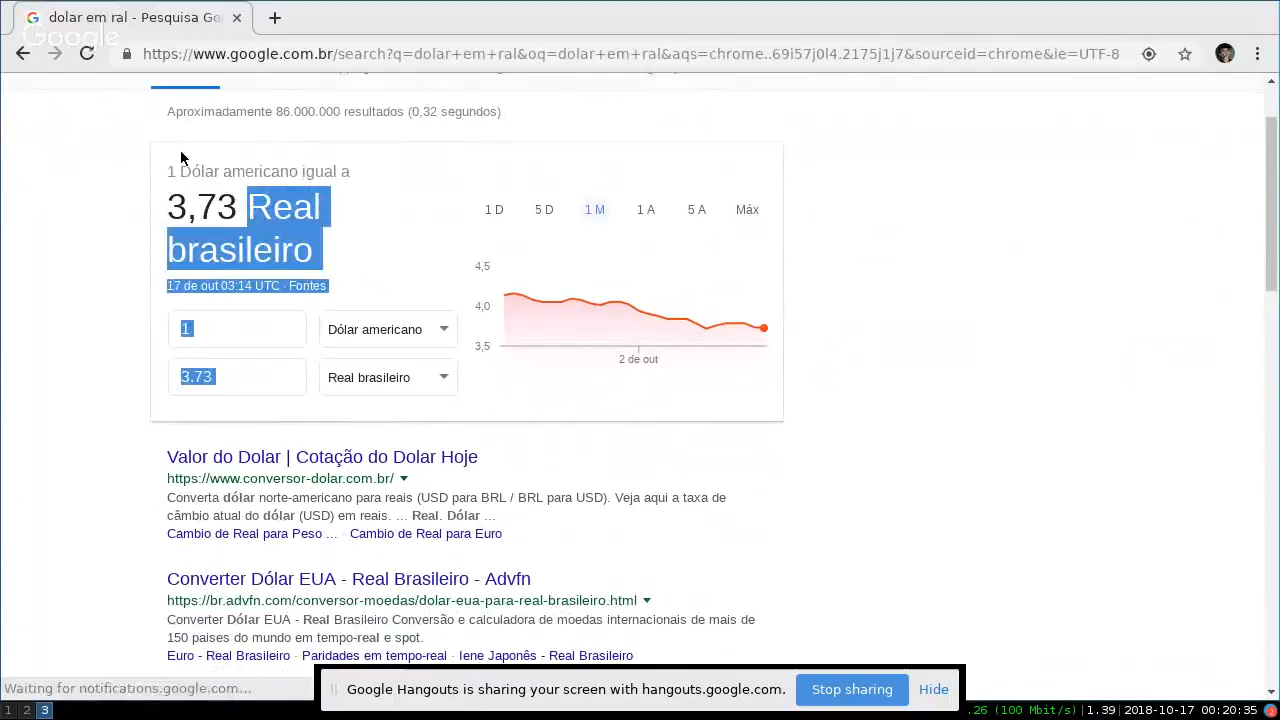 dolar em ral - Pesquisa Go
Google
https://www.google.com.br/search?q=dolar+em+ral&oq=dolar+em+ral&aqs=chrome..69i57j0l4.2175j1j7&sourceid=chrome&ie=UTF-8
Aproximadamente 86.000.000 resultados (0,32 segundos)
1 Dólar americano igual a
3,73 Real
brasileiro
17 de out 03:14 UTC · Fontes
1 Dólar americano
3.73 Real brasileiro
1 D 5 D 1 M 1 A 5 A Máx
4,5
4,0
3,5
2 de out
Valor do Dolar | Cotação do Dolar Hoje
https://www.conversor-dolar.com.br/
Converta dólar norte-americano para reais (USD para BRL / BRL para USD). Veja aqui a taxa de
câmbio atual do dólar (USD) em reais. ... Real. Dólar ...
Cambio de Real para Peso ... · Cambio de Real para Euro
Converter Dólar EUA - Real Brasileiro - Advfn
https://br.advfn.com/conversor-moedas/dolar-eua-para-real-brasileiro.html
Converter Dólar EUA - Real Brasileiro Conversão e calculadora de moedas internacionais de mais de
150 paises do mundo em tempo-real e spot.
Euro - Real Brasileiro · Paridades em tempo-real · Iene Japonês - Real Brasileiro
Waiting for notifications.google.com...
Google Hangouts is sharing your screen with hangouts.google.com. Stop sharing Hide
1 2 3 .26 (100 Mbit/s)|1.39|2018-10-17 00:20:35